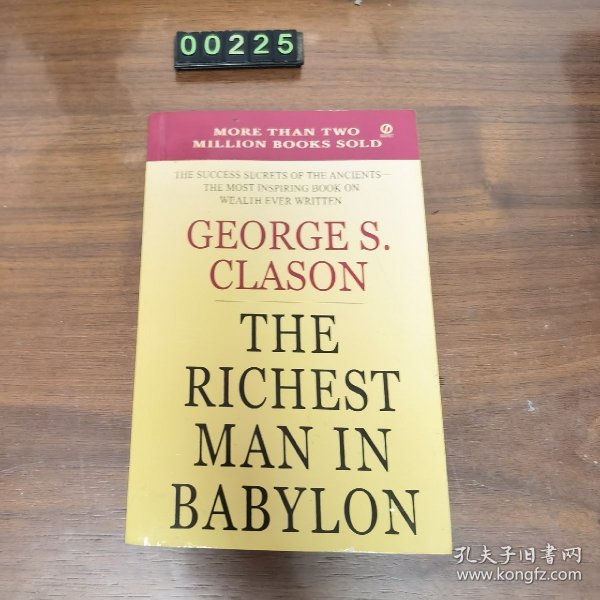 00225
MORE THAN TWO
MILLION BOOKS SOLD
THE SUCCESS SECRETS OF THE ANCIENTS—
THE MOST INSPIRING BOOK ON
WEALTH EVER WRITTEN
GEORGE S.
CLASON
THE
RICHEST
MAN IN
BABYLON
孔夫子旧书网
www.kongfz.com